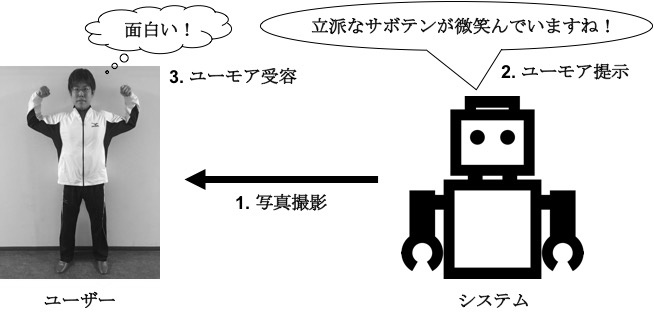 面白い！
立派なサボテンが微笑んでいますね！
3. ユーモア受容
2. ユーモア提示
1. 写真撮影
ユーザー
システム